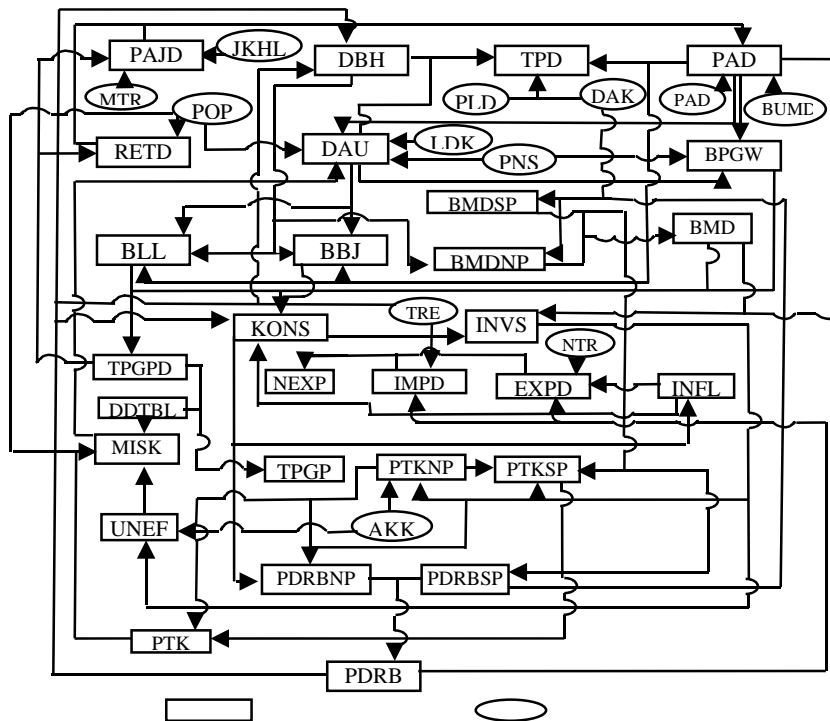 PAJD
JKHL
DBH
TPD
PAD
MTR
POP
PLD
DAK
PAD
BUMD
RETD
DAU
LDK
PNS
BPGW
BMDSP
BMD
BLL
BBJ
BMDNP
TRE
KONS
INVS
NTR
TPGPD
NEXP
IMPD
EXPD
INFL
DDTBL
MISK
TPGP
PTKNP
PTKSP
UNEF
AKK
PDRBNP
PDRBSP
PTK
PDRB